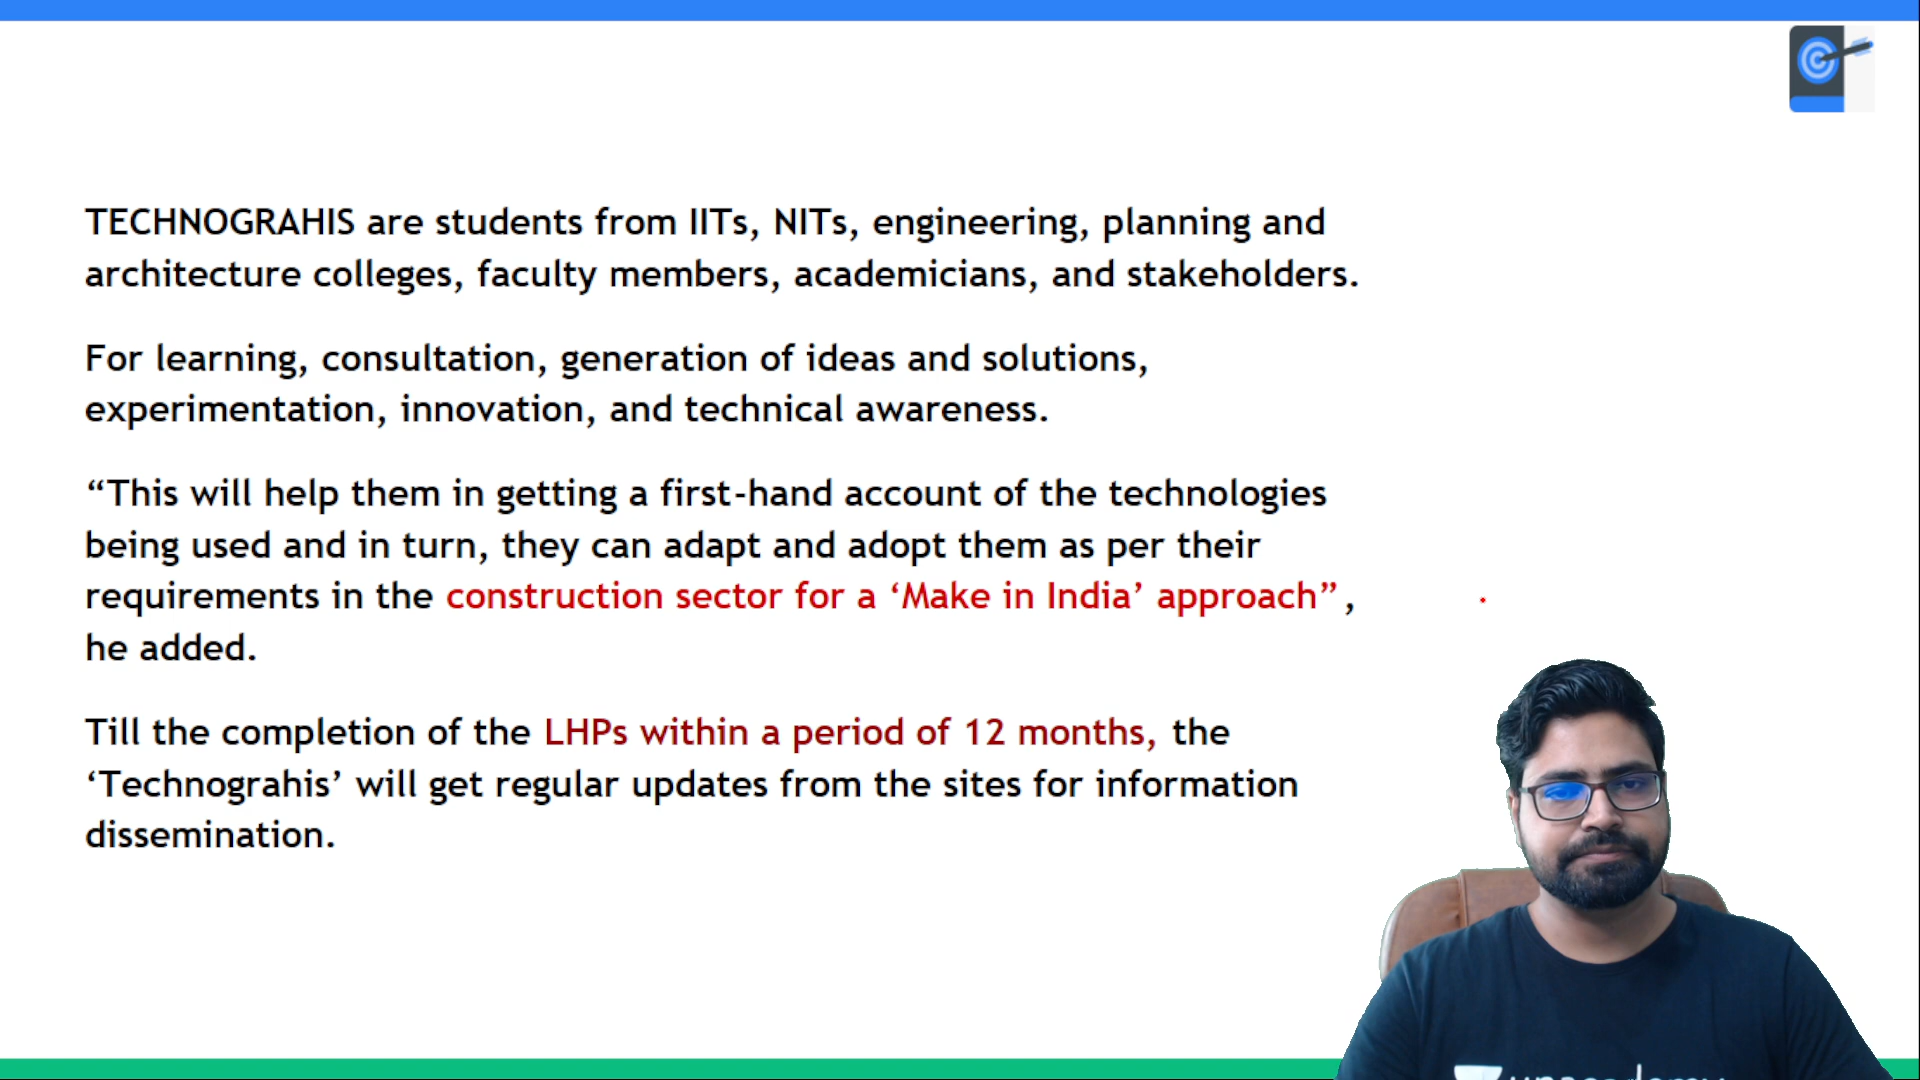 TECHNOGRAHIS are students from IITs, NITs, engineering, planning and
architecture colleges, faculty members, academicians, and stakeholders.
For learning, consultation, generation of ideas and solutions,
experimentation, innovation, and technical awareness.
“This will help them in getting a first-hand account of the technologies
being used and in turn, they can adapt and adopt them as per their
requirements in the construction sector for a ‘Make in India’ approach”,
he added.
Till the completion of the LHPs within a period of 12 months, the
‘Technograhis’ will get regular updates from the sites for information
dissemination.